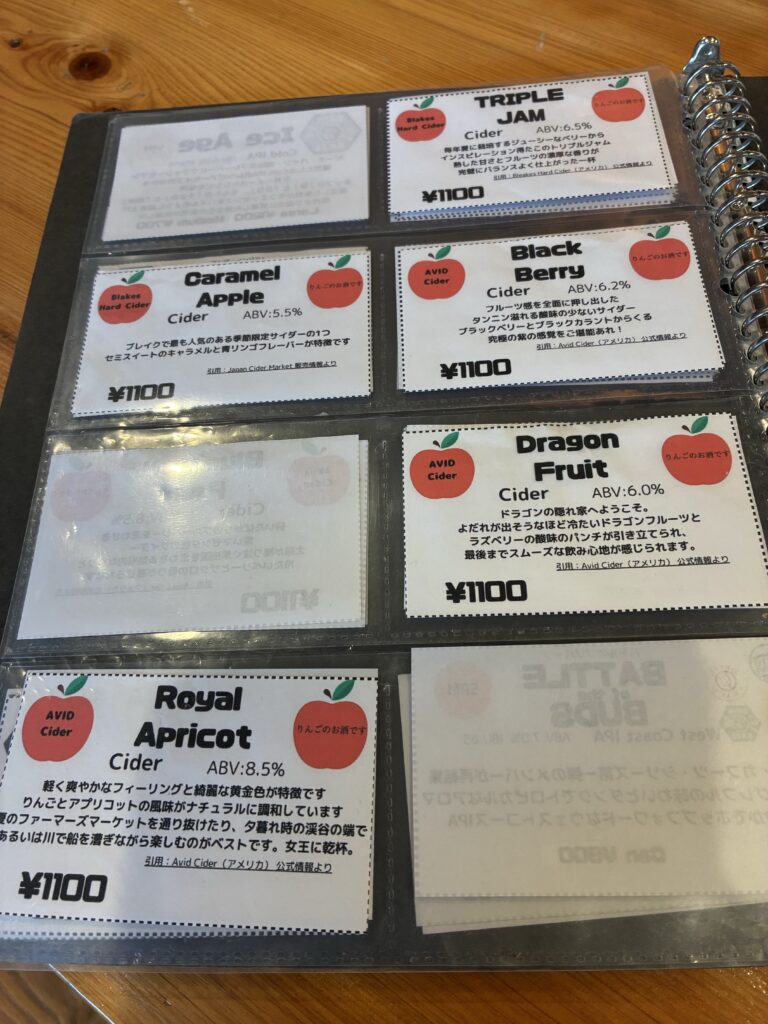 Blakes
Hard Cider
TRIPLE
JAM
りんごのお酒です
Cider ABV:6.5%
毎年夏に栽培するジューシーなベリーから
インスピレーション得たこのトリプルジャム
熟した甘さとフルーツの濃厚な香りが
完璧にバランスよく仕上がった一杯
引用：Bleakes Hard Cider（アメリカ）公式情報より
¥1100
Blakes
Hard Cider
Caramel
Apple
りんごのお酒です
Cider ABV:5.5%
ブレイクで最も人気のある季節限定サイダーの1つ
セミスイートのキャラメルと青リンゴフレーバーが特徴です
引用：Japan Cider Market 販売情報より
¥1100
AVID
Cider
Black
Berry
りんごのお酒です
Cider ABV:6.2%
フルーツ感を全面に押し出した
タンニン溢れる酸味の少ないサイダー
ブラックベリーとブラックカラントからくる
究極の紫の感覚をご堪能あれ！
引用：Avid Cider（アメリカ）公式情報より
¥1100
AVID
Cider
Dragon
Fruit
りんごのお酒です
Cider ABV:6.0%
ドラゴンの隠れ家へようこそ。
よだれが出そうなほど冷たいドラゴンフルーツと
ラズベリーの酸味のパンチが引き立てられ、
最後までスムーズな飲み心地が感じられます。
引用：Avid Cider（アメリカ）公式情報より
¥1100
AVID
Cider
Royal
Apricot
りんごのお酒です
Cider ABV:8.5%
軽く爽やかなフィーリングと綺麗な黄金色が特徴です
りんごとアプリコットの風味がナチュラルに調和しています
夏のファーマーズマーケットを通り抜けたり、夕暮れ時の渓谷の端で
あるいは川で船を漕ぎながら楽しむのがベストです。女王に乾杯。
引用：Avid Cider（アメリカ）公式情報より
¥1100
Ice Age
¥1100
BATTLE
BUDS
West Coast IPA
Can ¥900